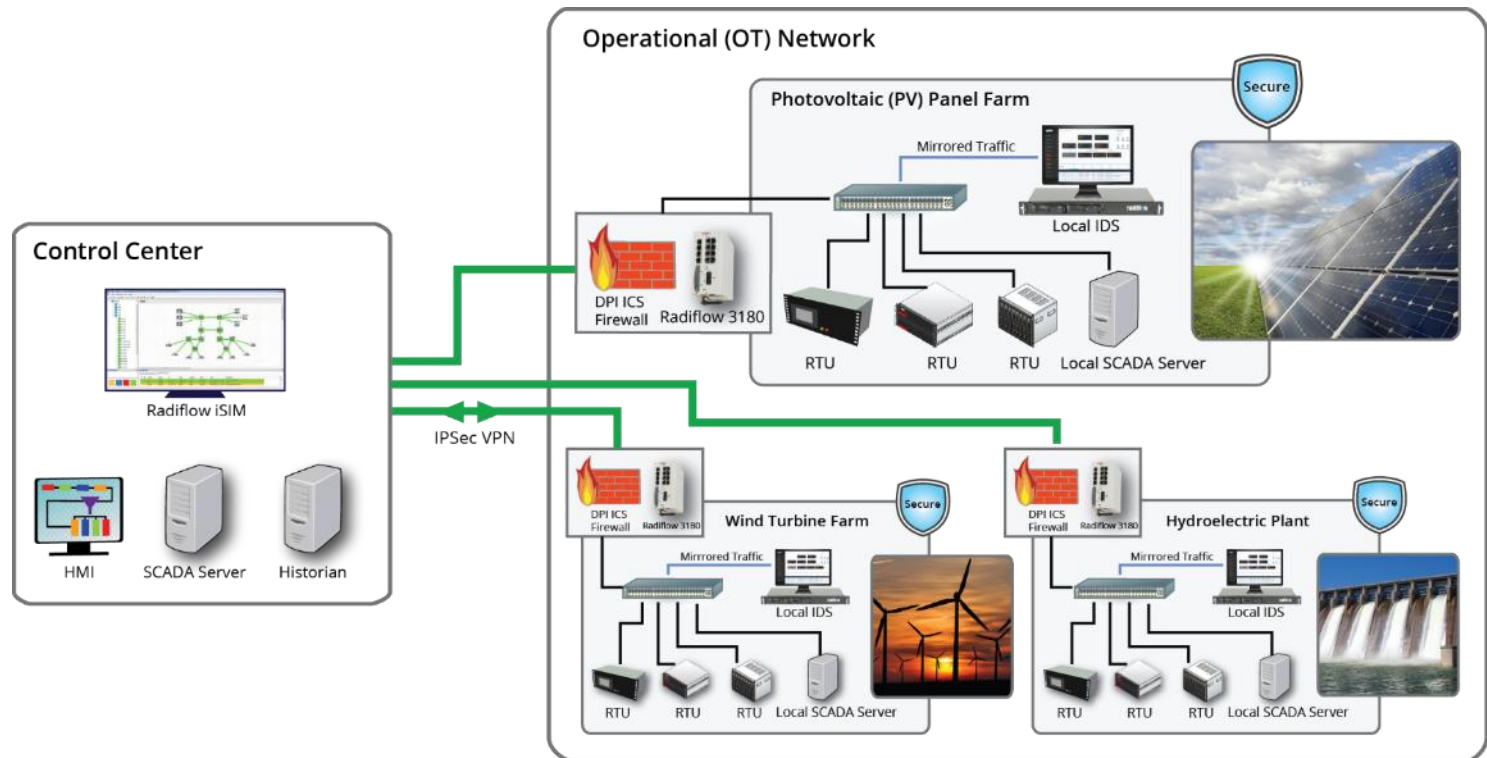 Operational (OT) Network
Photovoltaic (PV) Panel Farm
Secure
Mirrored Traffic
Local IDS
DPI ICS
Firewall
Radiflow 3180
RTU
RTU
RTU
Local SCADA Server
Control Center
Radiflow iSIM
HMI
SCADA Server
Historian
IPSec VPN
DPI ICS
Firewall
Radiflow 3180
Wind Turbine Farm
Secure
Mirrrored Traffic
Local IDS
RTU
RTU
RTU
Local SCADA Server
DPI ICS
Firewall
Radiflow 3180
Hydroelectric Plant
Secure
Mirrored Traffic
Local IDS
RTU
RTU
RTU
Local SCADA Server